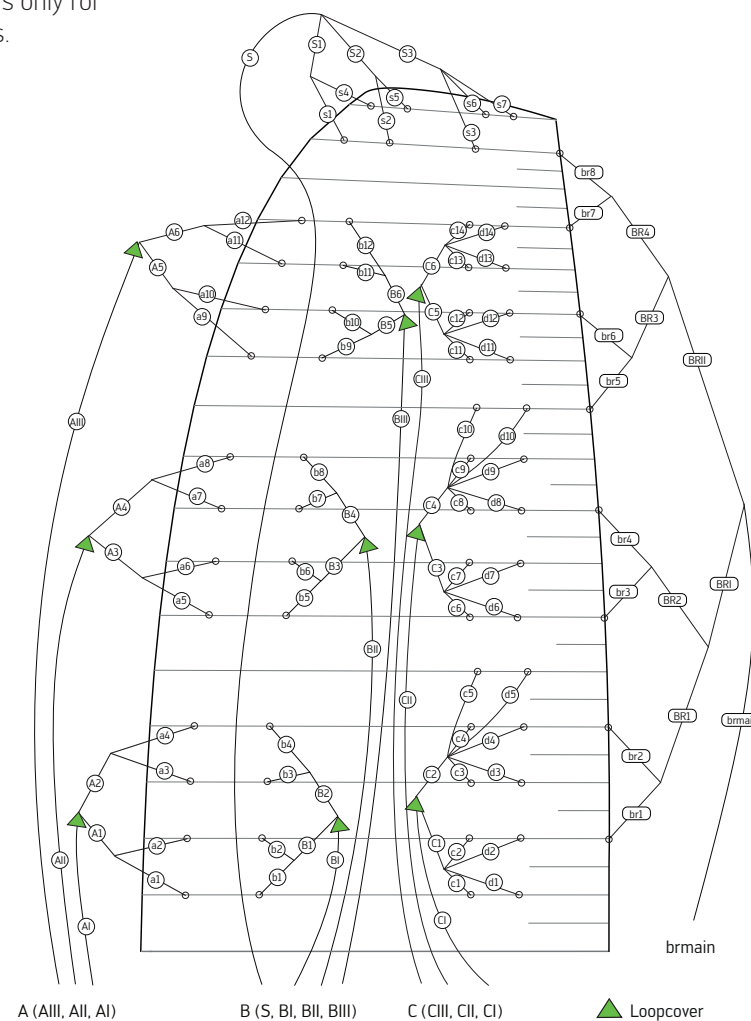 s only for
s.
S
S1
S2
S3
s4
s5
s6
s7
s1
s2
s3
br8
br7
BR4
a12
A6
a11
A5
a10
a9
b12
b11
B6
b10
B5
b9
c14
d14
C6
c13
d13
C5
c12
d12
c11
d11
br6
BR3
br5
BRII
AIII
CIII
BIII
c10
d10
a8
a7
A4
b8
b7
B4
c9
d9
C4
c8
d8
br4
A3
a6
a5
B3
b6
b5
C3
c7
d7
c6
d6
br3
BR2
BRI
BII
CII
c5
d5
BR1
brma
a4
a3
A2
b4
b3
B2
c4
d4
C2
c3
d3
br2
br1
A1
a2
a1
B1
b2
b1
BI
C1
c2
d2
c1
d1
AII
AI
CI
brmain
A (AIII, AII, AI)
B (S, BI, BII, BIII)
C (CIII, CII, CI)
Loopcover